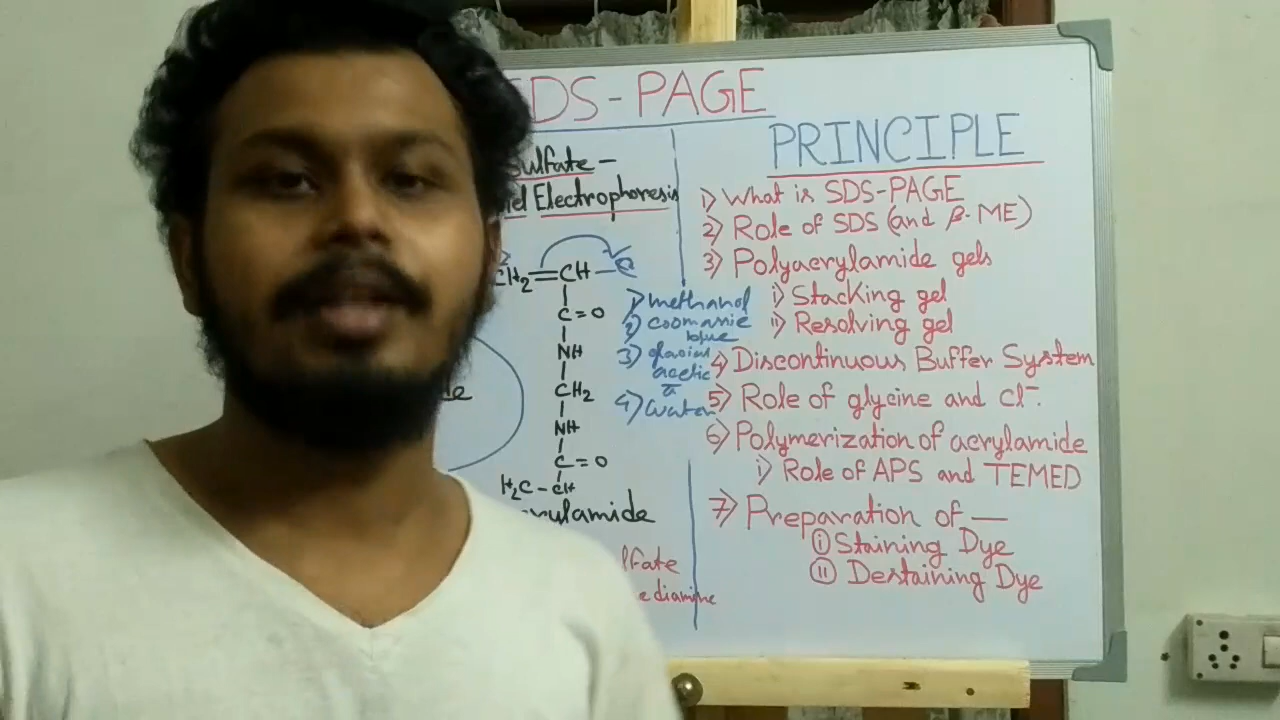 SDS-PAGE
Sulfate -
Electrophoresis
CH₂=CH
C=O
NH
CH₂
NH
C=O
H₂C-CH
rylamide
lfate
e diamine
1> methanol
2> coomassie
blue
3> glacial
acetic
a
4> water
PRINCIPLE
1> What is SDS-PAGE
2> Role of SDS (and β-ME)
3> Polyacrylamide gels
i> Stacking gel
ii> Resolving gel
4> Discontinuous Buffer System
5> Role of glycine and Cl⁻.
6> Polymerization of acrylamide
i> Role of APS and TEMED
7> Preparation of —
(i) Staining Dye
(ii) Destaining Dye